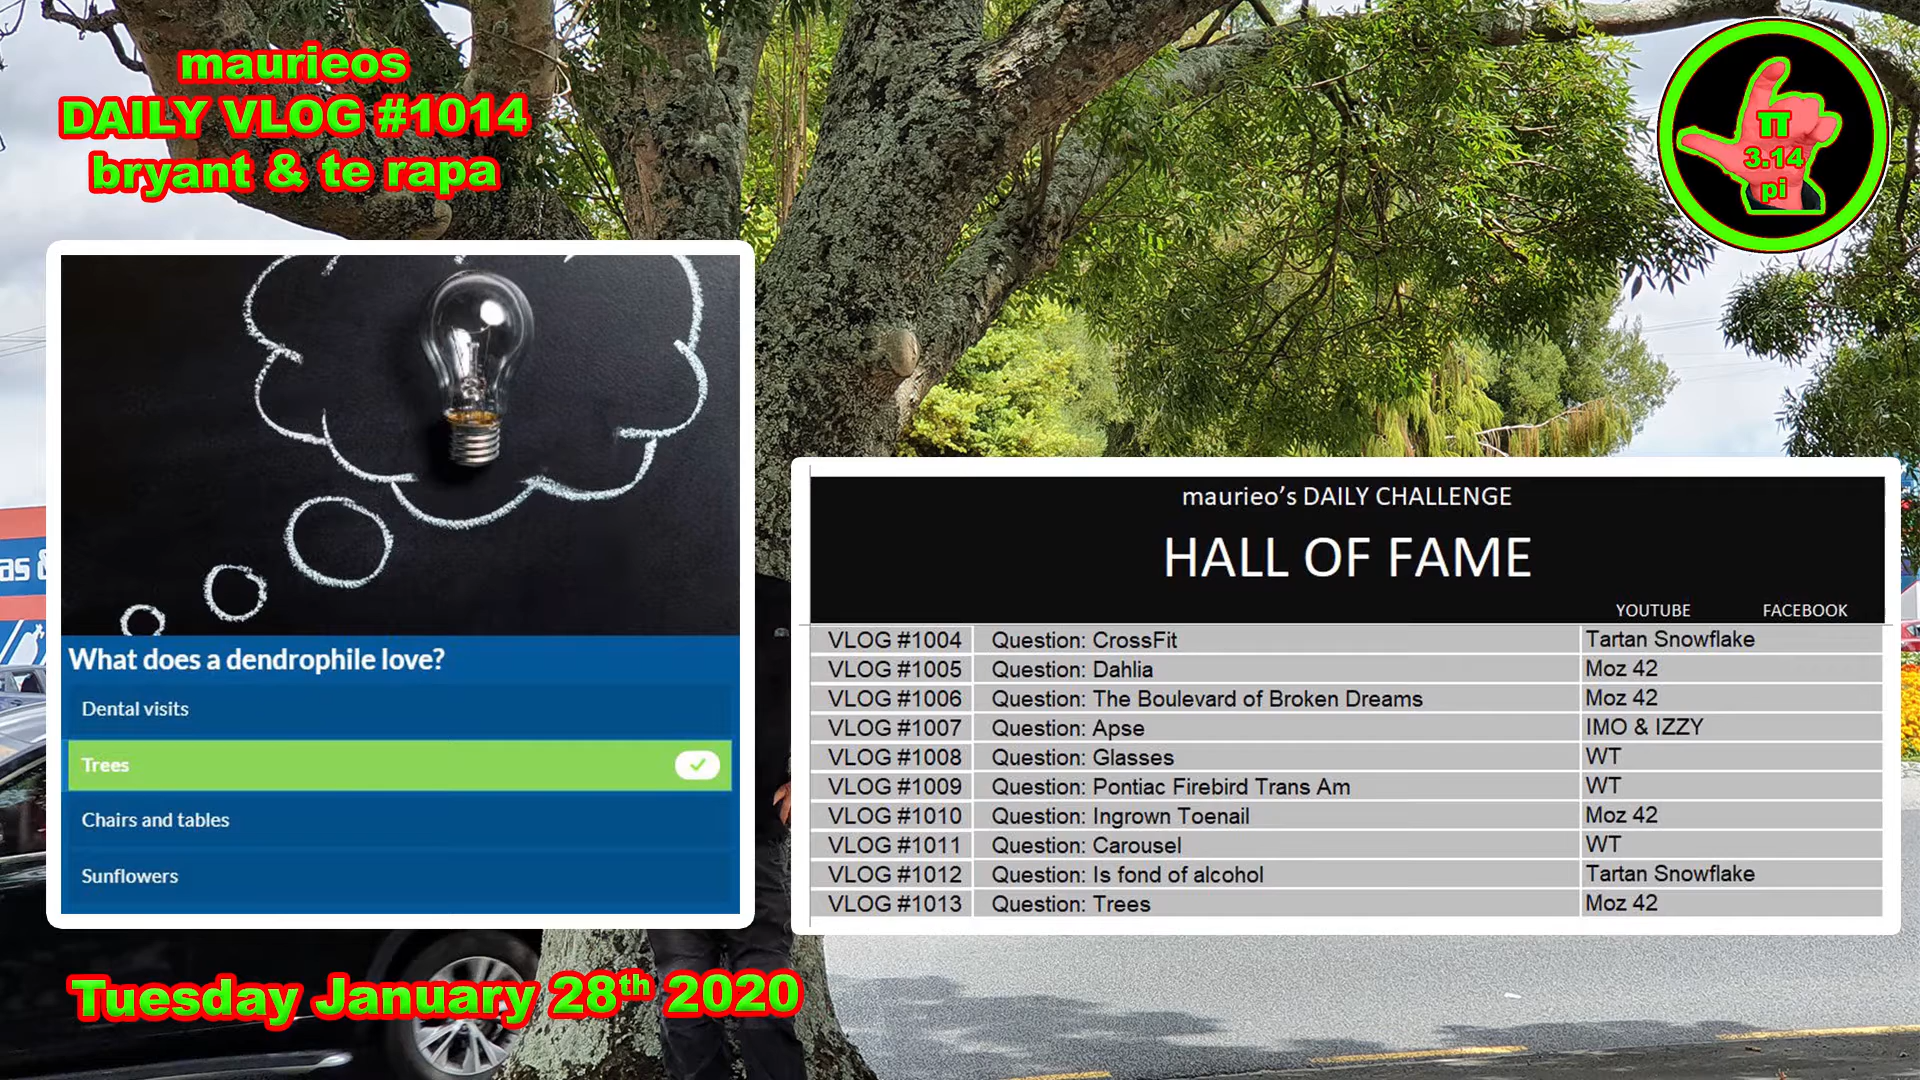 maurieos
DAILY VLOG #1014
bryant & te rapa
π
3.14
pi
What does a dendrophile love?
Dental visits
Trees
Chairs and tables
Sunflowers
maurieo’s DAILY CHALLENGE
HALL OF FAME
YOUTUBE FACEBOOK
VLOG #1004 Question: CrossFit Tartan Snowflake
VLOG #1005 Question: Dahlia Moz 42
VLOG #1006 Question: The Boulevard of Broken Dreams Moz 42
VLOG #1007 Question: Apse IMO & IZZY
VLOG #1008 Question: Glasses WT
VLOG #1009 Question: Pontiac Firebird Trans Am WT
VLOG #1010 Question: Ingrown Toenail Moz 42
VLOG #1011 Question: Carousel WT
VLOG #1012 Question: Is fond of alcohol Tartan Snowflake
VLOG #1013 Question: Trees Moz 42
as &
Tuesday January 28th 2020